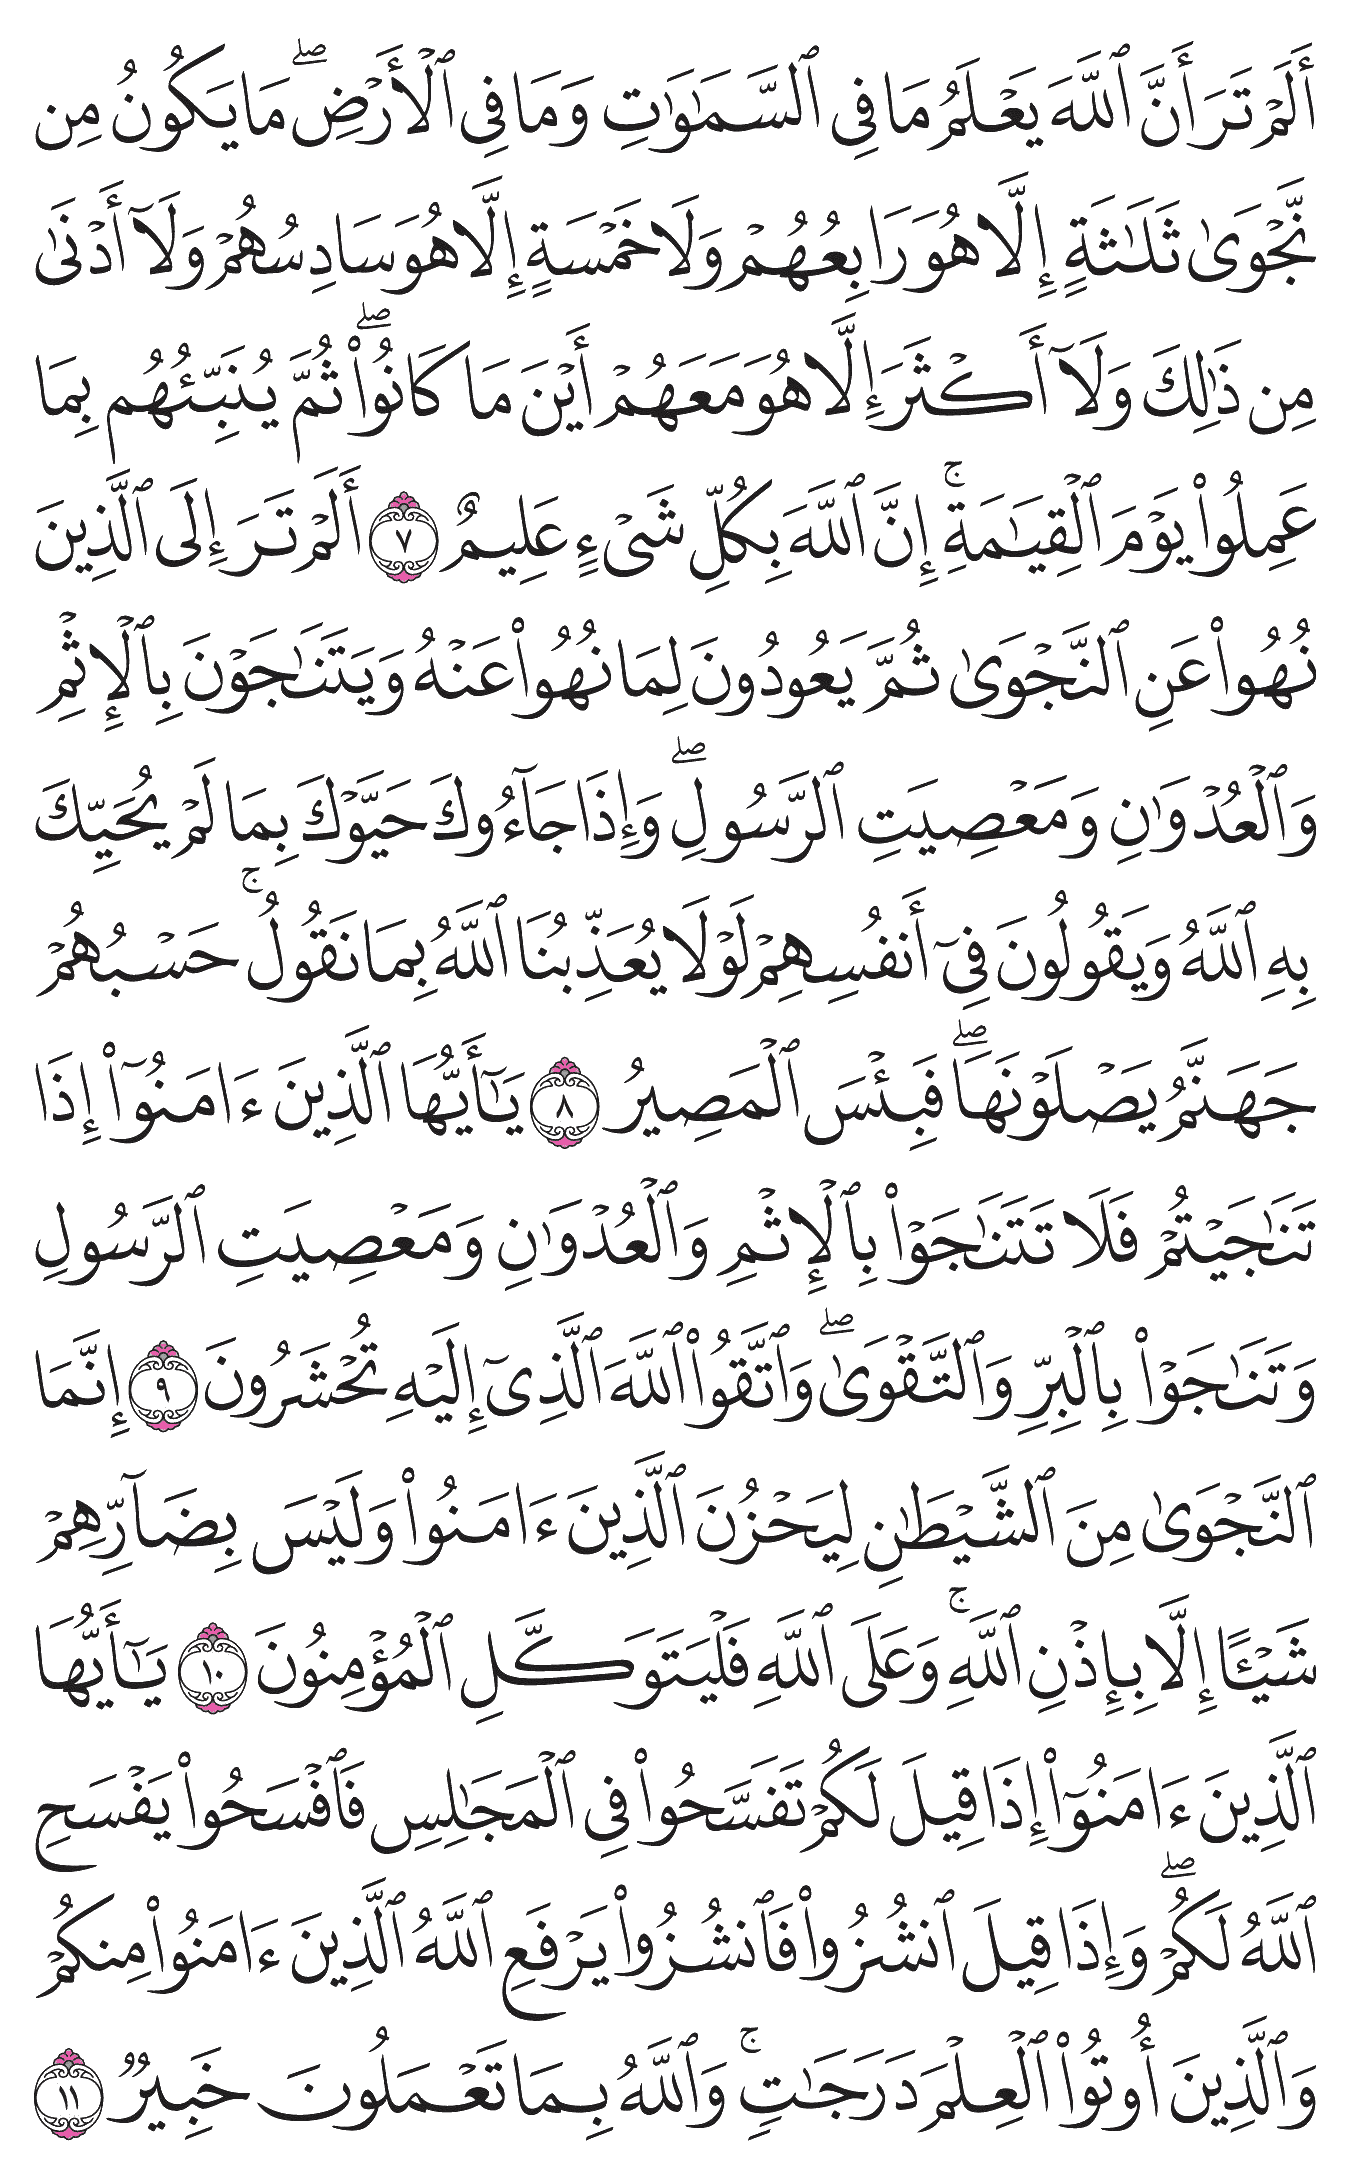 أَلَمْ تَرَ أَنَّ ٱللَّهَ يَعْلَمُ مَا فِى ٱلسَّمَٰوَٰتِ وَمَا فِى ٱلْأَرْضِ ۖ مَا يَكُونُ مِن
نَّجْوَىٰ ثَلَٰثَةٍ إِلَّا هُوَ رَابِعُهُمْ وَلَا خَمْسَةٍ إِلَّا هُوَ سَادِسُهُمْ وَلَآ أَدْنَىٰ
مِن ذَٰلِكَ وَلَآ أَكْثَرَ إِلَّا هُوَ مَعَهُمْ أَيْنَ مَا كَانُوا۟ ۖ ثُمَّ يُنَبِّئُهُم بِمَا
عَمِلُوا۟ يَوْمَ ٱلْقِيَٰمَةِ ۚ إِنَّ ٱللَّهَ بِكُلِّ شَىْءٍ عَلِيمٌ ٧ أَلَمْ تَرَ إِلَى ٱلَّذِينَ
نُهُوا۟ عَنِ ٱلنَّجْوَىٰ ثُمَّ يَعُودُونَ لِمَا نُهُوا۟ عَنْهُ وَيَتَنَٰجَوْنَ بِٱلْإِثْمِ
وَٱلْعُدْوَٰنِ وَمَعْصِيَتِ ٱلرَّسُولِ ۖ وَإِذَا جَآءُوكَ حَيَّوْكَ بِمَا لَمْ يُحَيِّكَ
بِهِ ٱللَّهُ وَيَقُولُونَ فِىٓ أَنفُسِهِمْ لَوْلَا يُعَذِّبُنَا ٱللَّهُ بِمَا نَقُولُ ۚ حَسْبُهُمْ
جَهَنَّمُ يَصْلَوْنَهَا ۖ فَبِئْسَ ٱلْمَصِيرُ ٨ يَٰٓأَيُّهَا ٱلَّذِينَ ءَامَنُوٓا۟ إِذَا
تَنَٰجَيْتُمْ فَلَا تَتَنَٰجَوْا۟ بِٱلْإِثْمِ وَٱلْعُدْوَٰنِ وَمَعْصِيَتِ ٱلرَّسُولِ
وَتَنَٰجَوْا۟ بِٱلْبِرِّ وَٱلتَّقْوَىٰ ۖ وَٱتَّقُوا۟ ٱللَّهَ ٱلَّذِىٓ إِلَيْهِ تُحْشَرُونَ ٩ إِنَّمَا
ٱلنَّجْوَىٰ مِنَ ٱلشَّيْطَٰنِ لِيَحْزُنَ ٱلَّذِينَ ءَامَنُوا۟ وَلَيْسَ بِضَآرِّهِمْ
شَيْـًٔا إِلَّا بِإِذْنِ ٱللَّهِ ۚ وَعَلَى ٱللَّهِ فَلْيَتَوَكَّلِ ٱلْمُؤْمِنُونَ ١٠ يَٰٓأَيُّهَا
ٱلَّذِينَ ءَامَنُوٓا۟ إِذَا قِيلَ لَكُمْ تَفَسَّحُوا۟ فِى ٱلْمَجَٰلِسِ فَٱفْسَحُوا۟ يَفْسَحِ
ٱللَّهُ لَكُمْ ۖ وَإِذَا قِيلَ ٱنشُزُوا۟ فَٱنشُزُوا۟ يَرْفَعِ ٱللَّهُ ٱلَّذِينَ ءَامَنُوا۟ مِنكُمْ
وَٱلَّذِينَ أُوتُوا۟ ٱلْعِلْمَ دَرَجَٰتٍ ۚ وَٱللَّهُ بِمَا تَعْمَلُونَ خَبِيرٌ ١١